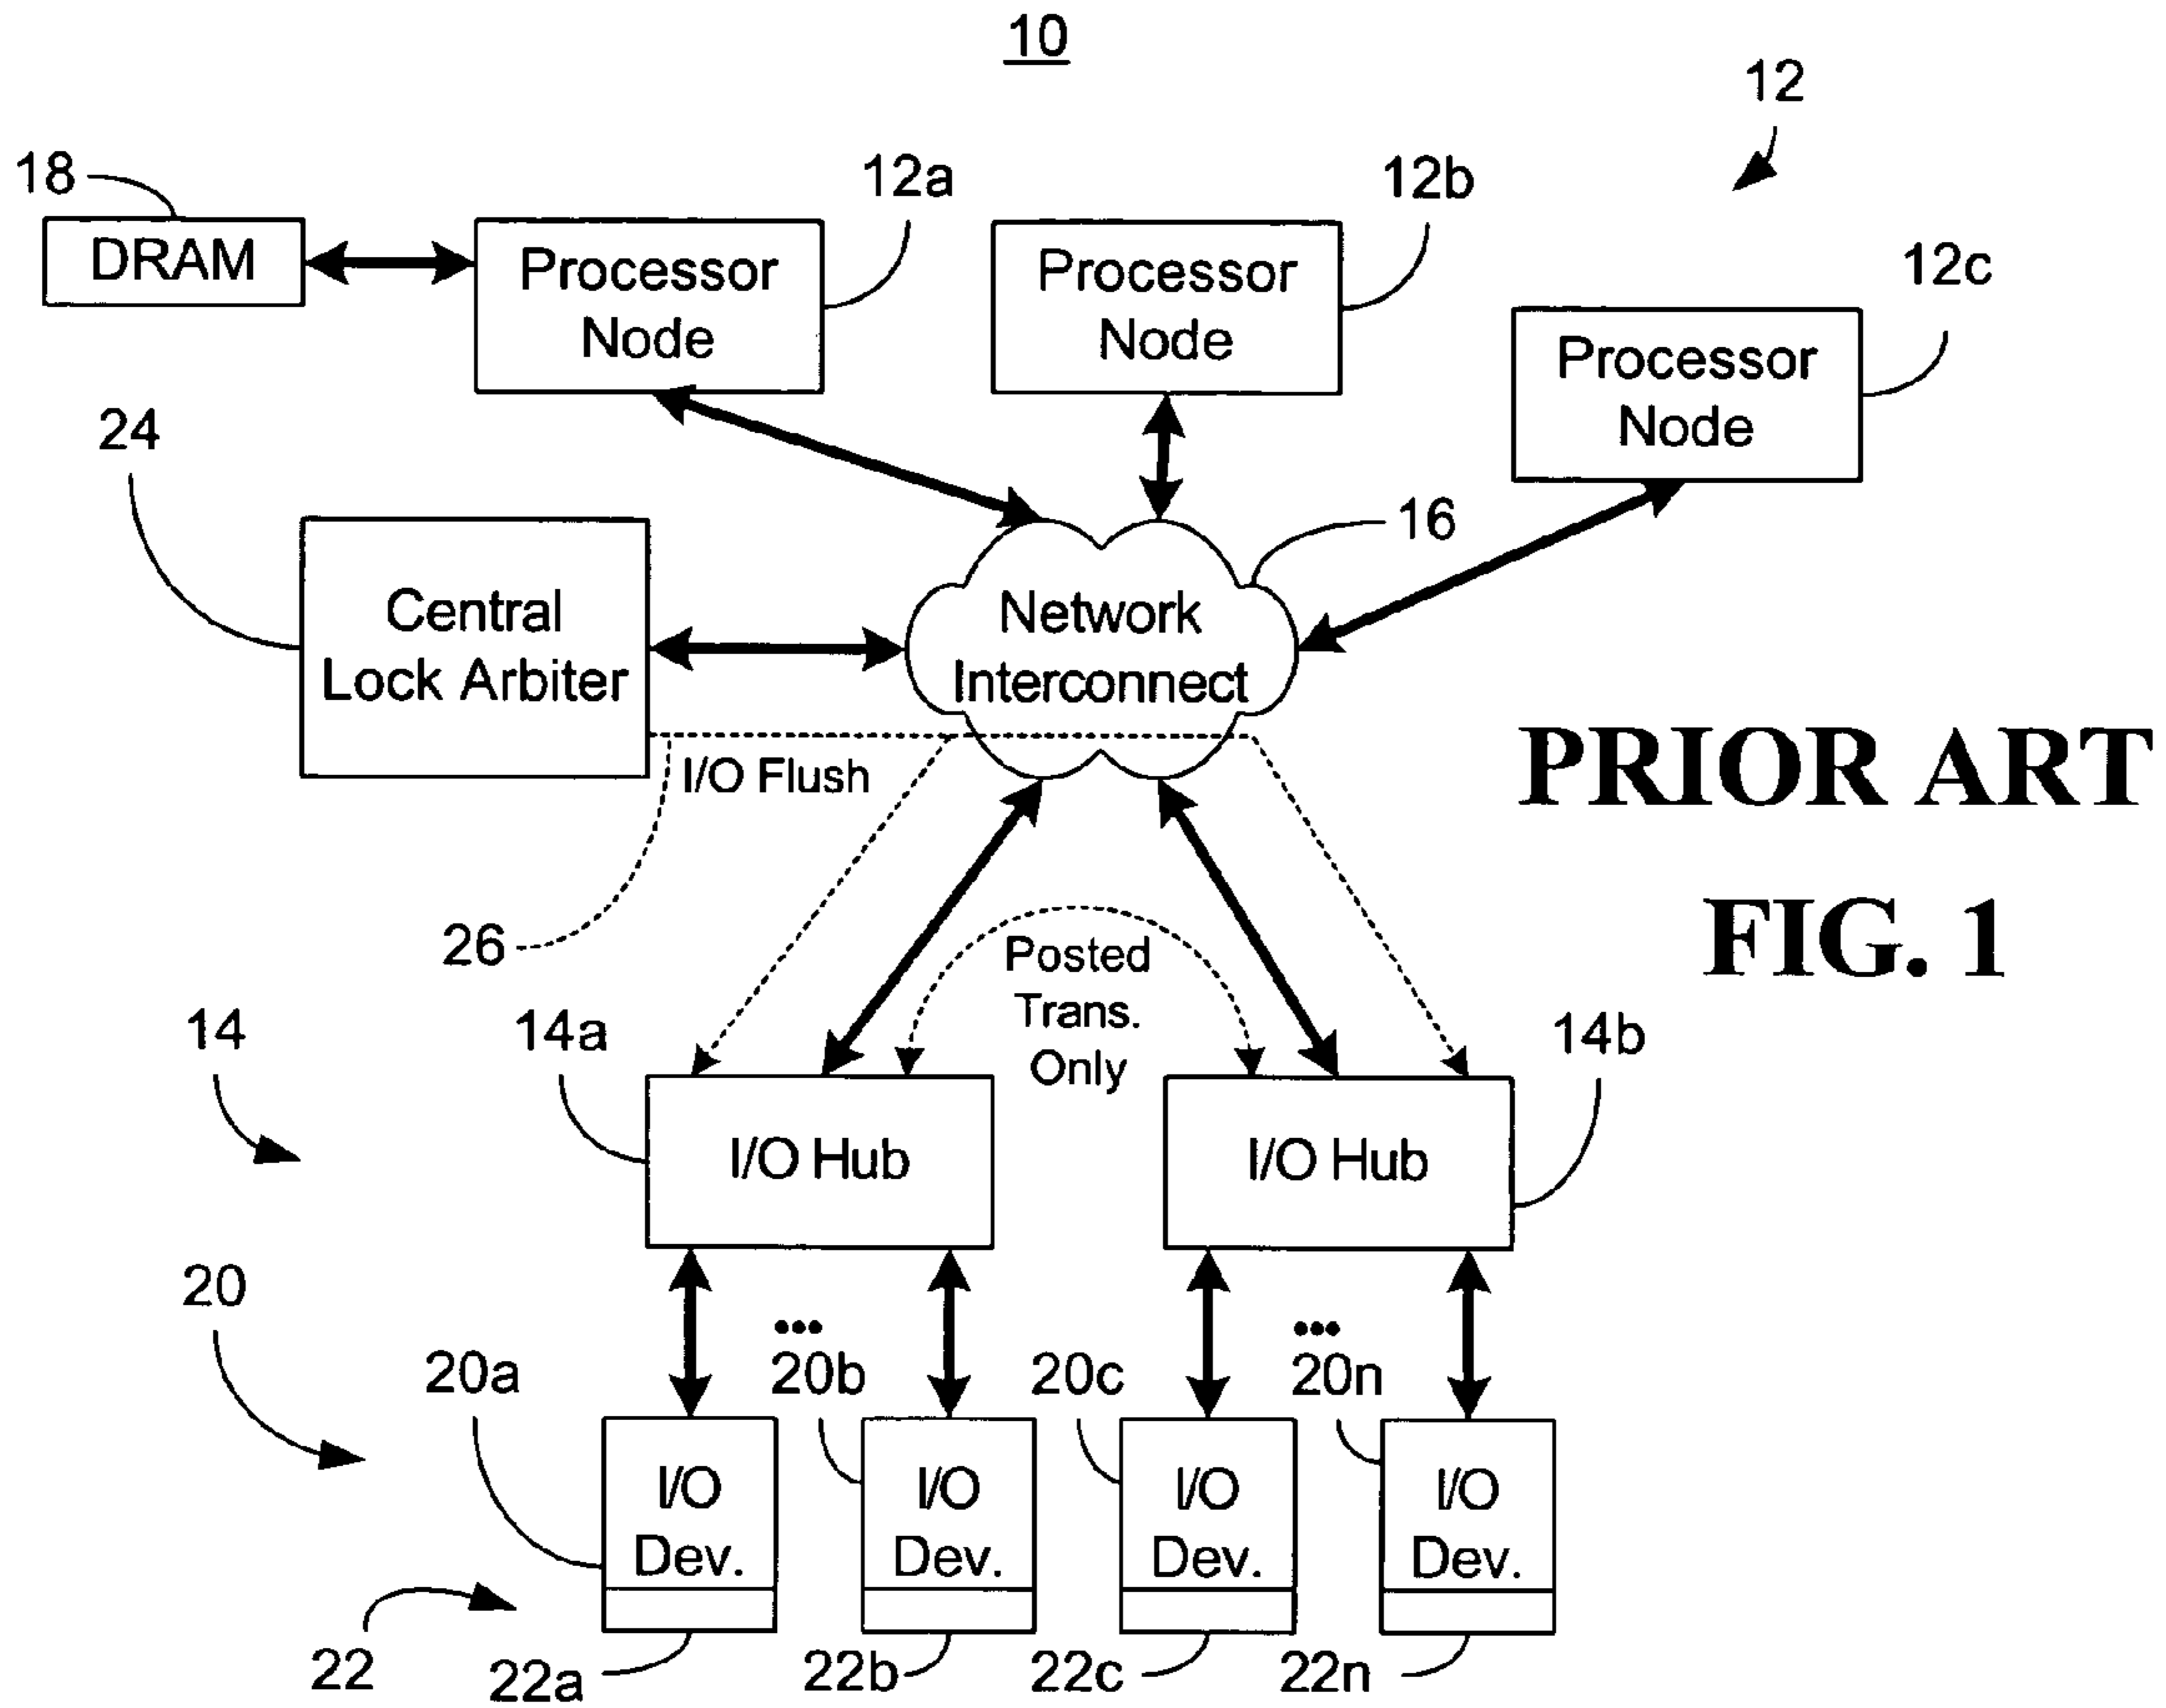 10
12
18
12a
12b
12c
DRAM
Processor
Node
Processor
Node
Processor
Node
24
16
Central
Lock Arbiter
Network
Interconnect
I/O Flush
PRIOR ART
FIG. 1
26
Posted
Trans.
Only
14
14a
14b
I/O Hub
I/O Hub
20
20a
•••
20b
20c
•••
20n
I/O
Dev.
I/O
Dev.
I/O
Dev.
I/O
Dev.
22
22a
22b
22c
22n